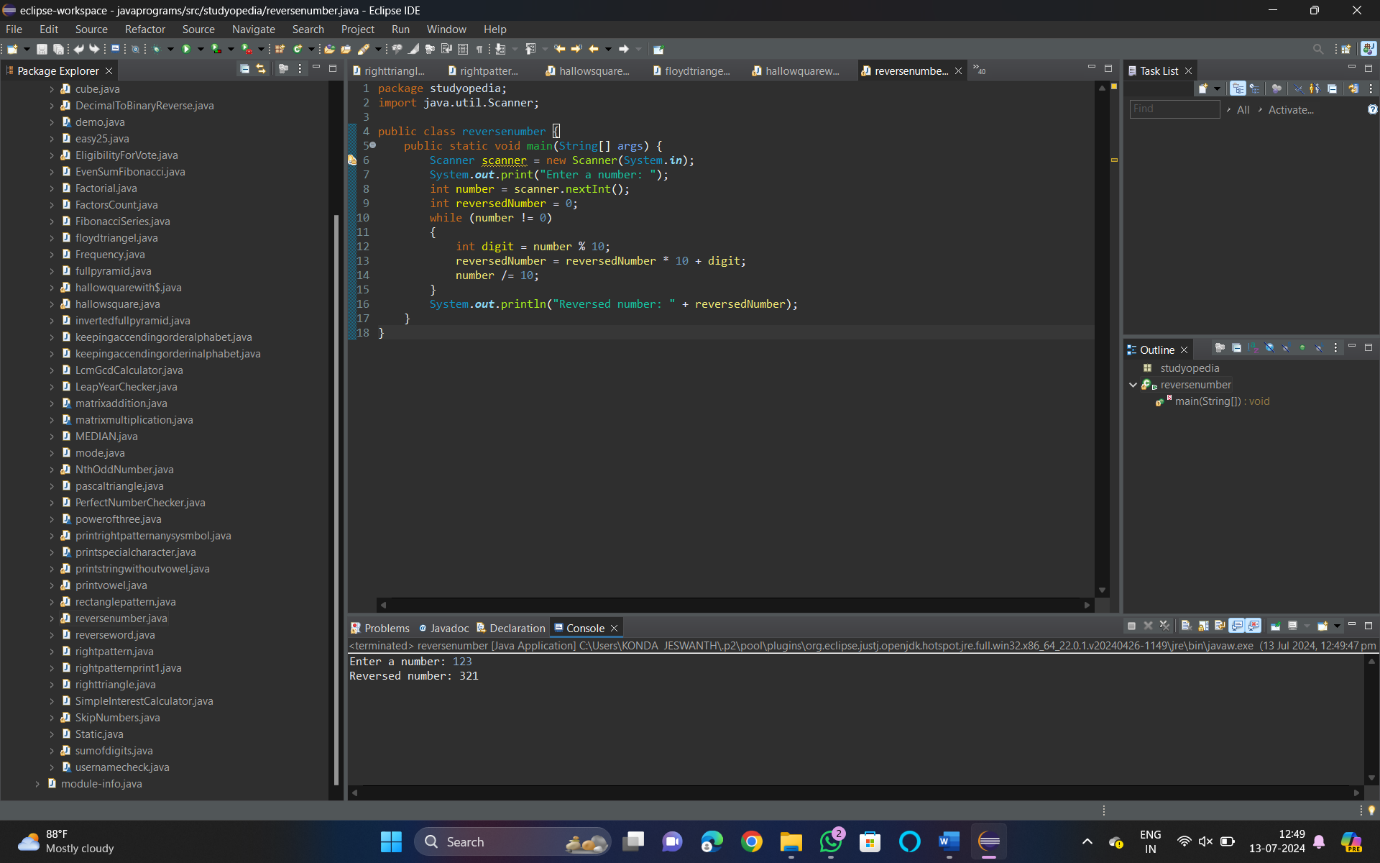 eclipse-workspace - javaprograms/src/studyopedia/reversenumber.java - Eclipse IDE
File Edit Source Refactor Source Navigate Search Project Run Window Help
Package Explorer
cube.java
DecimalToBinaryReverse.java
demo.java
easy25.java
EligibilityForVote.java
EvenSumFibonacci.java
Factorial.java
FactorsCount.java
FibonacciSeries.java
floydtriangel.java
Frequency.java
fullpyramid.java
hallowquarewith$.java
hallowsquare.java
invertedfullpyramid.java
keepingaccendingorderalphabet.java
keepingaccendingorderinalphabet.java
LcmGcdCalculator.java
LeapYearChecker.java
matrixaddition.java
matrixmultiplication.java
MEDIAN.java
mode.java
NthOddNumber.java
pascaltriangle.java
PerfectNumberChecker.java
powerofthree.java
printrightpatternanysysmbol.java
printspecialcharacter.java
printstringwithoutvowel.java
printvowel.java
rectanglepattern.java
reversenumber.java
reverseword.java
rightpattern.java
rightpatternprint1.java
righttriangle.java
SimpleInterestCalculator.java
SkipNumbers.java
Static.java
sumofdigits.java
usernamecheck.java
module-info.java
righttriangl... rightpatter... hallowsquare... floydtriange... hallowquarew... reversenumbe... »40
1 package studyopedia;
2 import java.util.Scanner;
3
4 public class reversenumber {
5 public static void main(String[] args) {
6 Scanner scanner = new Scanner(System.in);
7 System.out.print("Enter a number: ");
8 int number = scanner.nextInt();
9 int reversedNumber = 0;
10 while (number != 0)
11 {
12 int digit = number % 10;
13 reversedNumber = reversedNumber * 10 + digit;
14 number /= 10;
15 }
16 System.out.println("Reversed number: " + reversedNumber);
17 }
18 }
Task List
Find All Activate...
Outline
studyopedia
reversenumber
main(String[]) : void
Problems Javadoc Declaration Console
<terminated> reversenumber [Java Application] C:\Users\KONDA JESWANTH\.p2\pool\plugins\org.eclipse.justj.openjdk.hotspot.jre.full.win32.x86_64_22.0.1.v20240426-1149\jre\bin\javaw.exe (13 Jul 2024, 12:49:47 pm
Enter a number: 123
Reversed number: 321
88°F
Mostly cloudy
Search
2
ENG
IN
12:49
13-07-2024
PRE